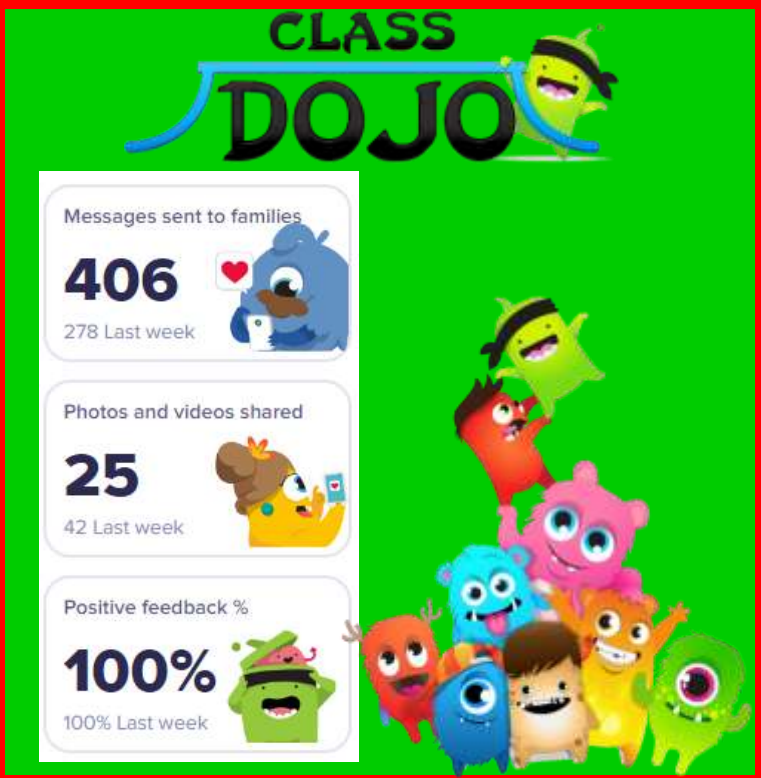 CLASS
DOJO
Messages sent to families
406
278 Last week
Photos and videos shared
25
42 Last week
Positive feedback %
100%
100% Last week